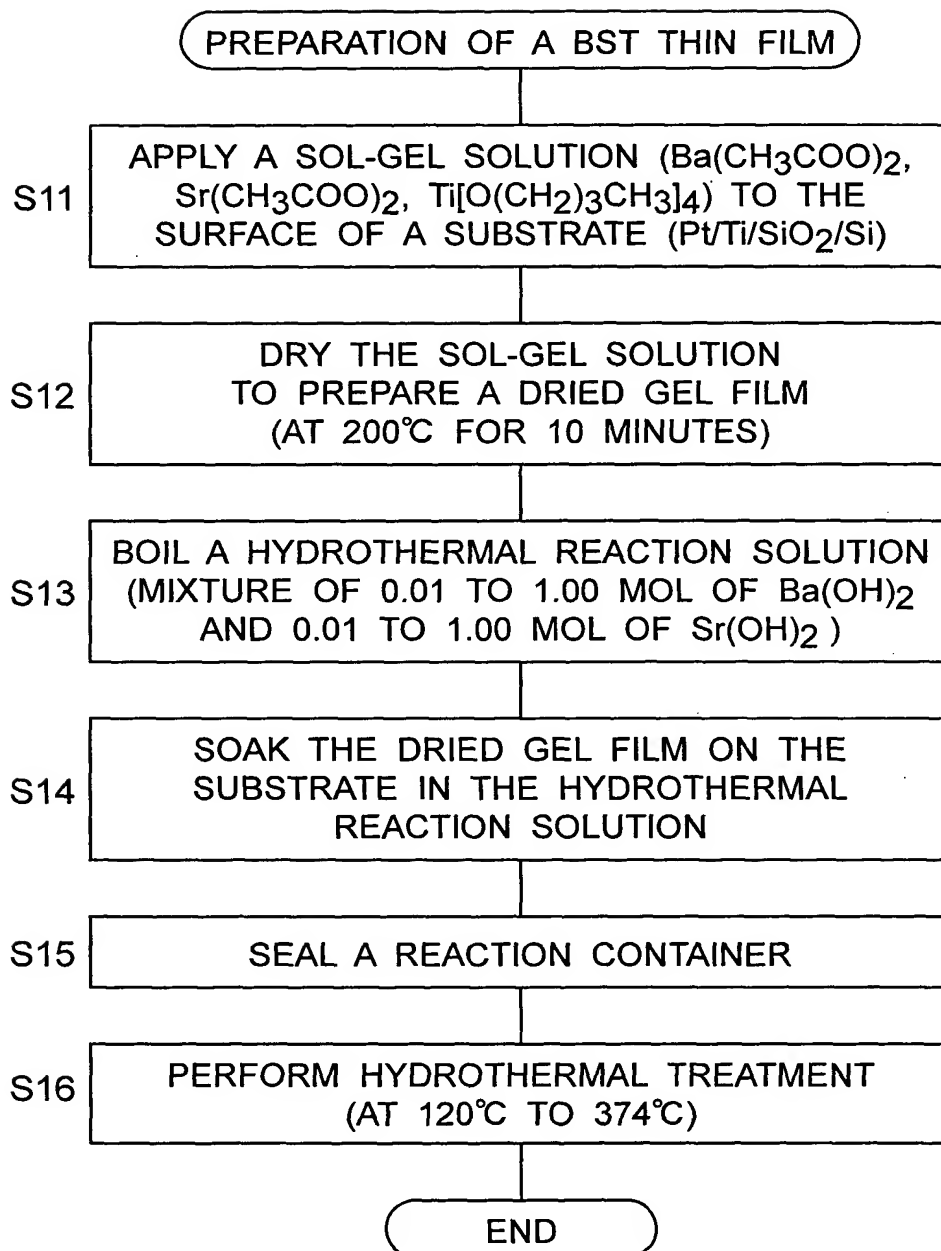 PREPARATION OF A BST THIN FILM
S11
APPLY A SOL-GEL SOLUTION (Ba(CH3COO)2,
Sr(CH3COO)2, Ti[O(CH2)3CH3]4) TO THE
SURFACE OF A SUBSTRATE (Pt/Ti/SiO2/Si)
S12
DRY THE SOL-GEL SOLUTION
TO PREPARE A DRIED GEL FILM
(AT 200℃ FOR 10 MINUTES)
S13
BOIL A HYDROTHERMAL REACTION SOLUTION
(MIXTURE OF 0.01 TO 1.00 MOL OF Ba(OH)2
AND 0.01 TO 1.00 MOL OF Sr(OH)2 )
S14
SOAK THE DRIED GEL FILM ON THE
SUBSTRATE IN THE HYDROTHERMAL
REACTION SOLUTION
S15
SEAL A REACTION CONTAINER
S16
PERFORM HYDROTHERMAL TREATMENT
(AT 120℃ TO 374℃)
END